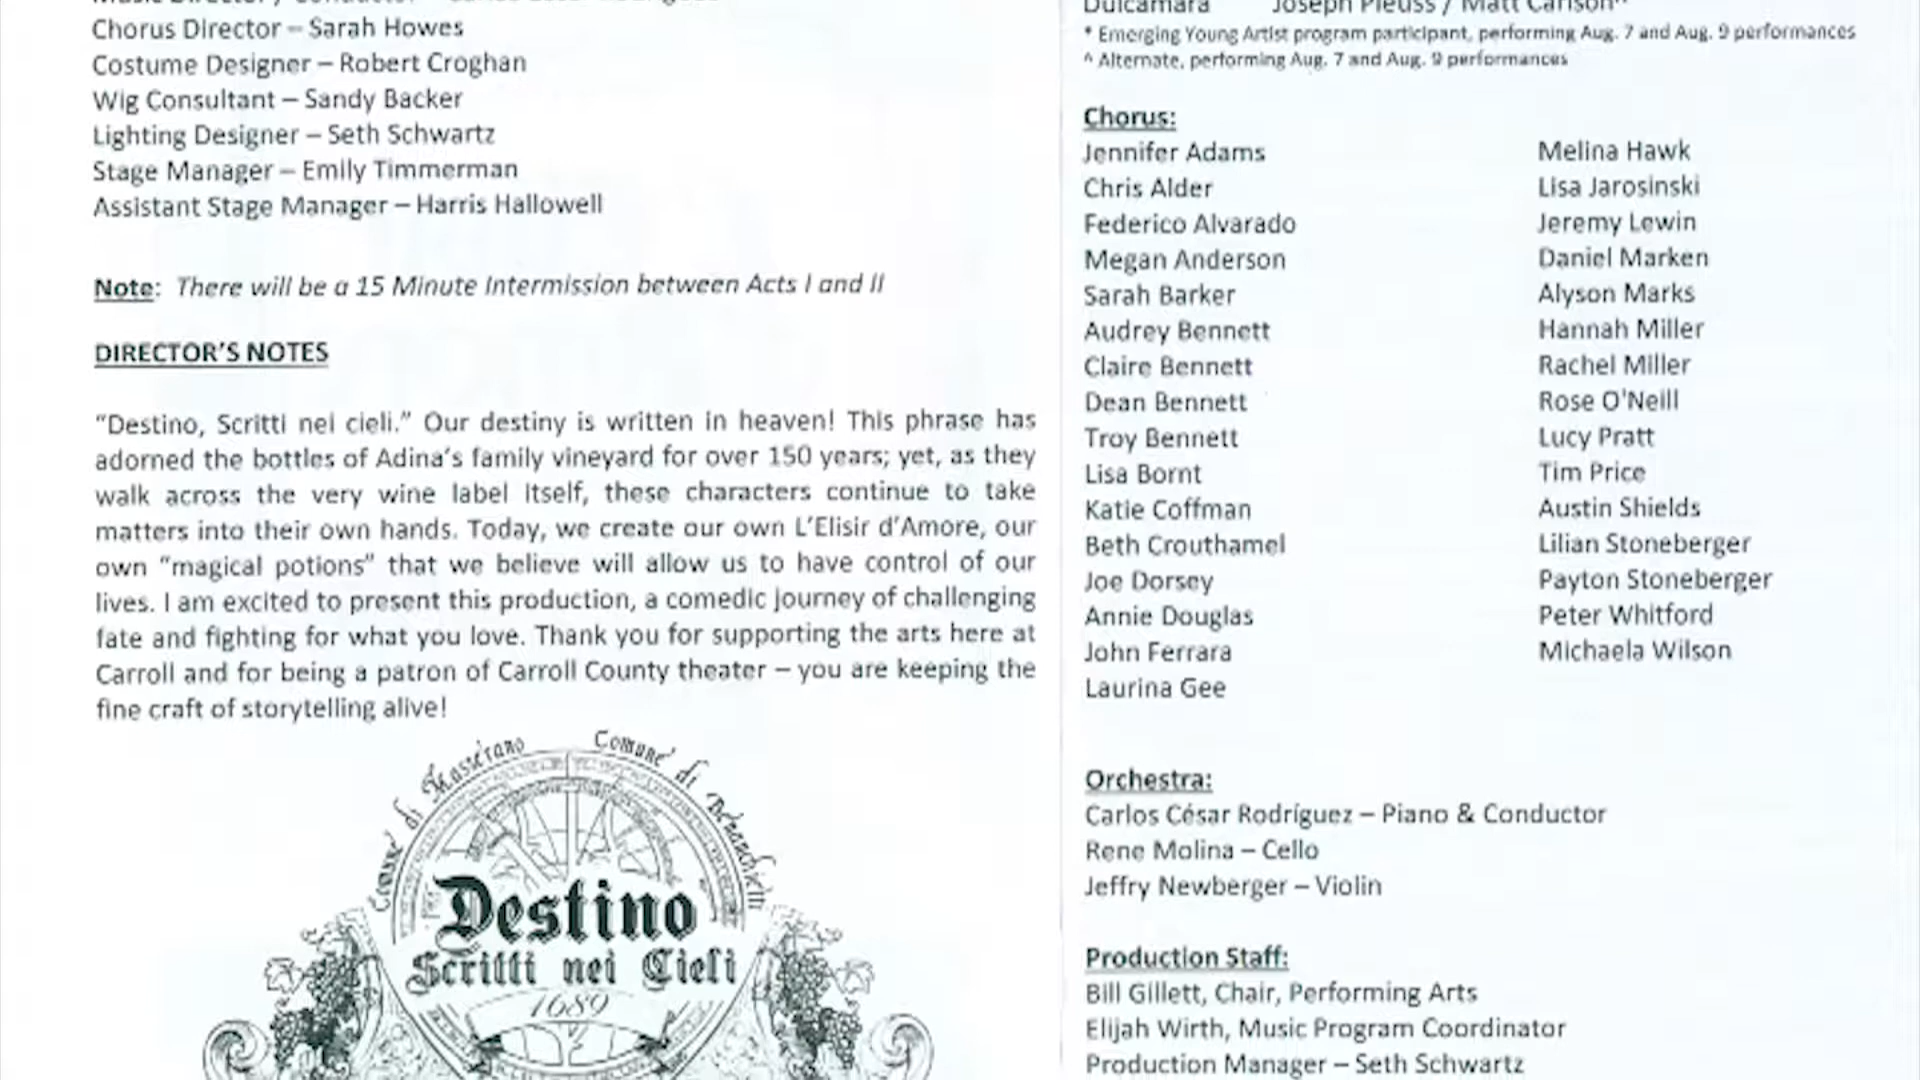 Chorus Director – Sarah Howes
Costume Designer – Robert Croghan
Wig Consultant – Sandy Backer
Lighting Designer – Seth Schwartz
Stage Manager – Emily Timmerman
Assistant Stage Manager – Harris Hallowell
Note: There will be a 15 Minute Intermission between Acts I and II
DIRECTOR'S NOTES
“Destino, Scritti nei cieli.” Our destiny is written in heaven! This phrase has
adorned the bottles of Adina’s family vineyard for over 150 years; yet, as they
walk across the very wine label itself, these characters continue to take
matters into their own hands. Today, we create our own L’Elisir d’Amore, our
own “magical potions” that we believe will allow us to have control of our
lives. I am excited to present this production, a comedic journey of challenging
fate and fighting for what you love. Thank you for supporting the arts here at
Carroll and for being a patron of Carroll County theater – you are keeping the
fine craft of storytelling alive!
Comune di Masserano Comune di
Destino
Scritti nei Cieli
1689
Dulcamara Joseph Pleuss / Matt Carlson^
* Emerging Young Artist program participant, performing Aug. 7 and Aug. 9 performances
^ Alternate, performing Aug. 7 and Aug. 9 performances
Chorus:
Jennifer Adams
Chris Alder
Federico Alvarado
Megan Anderson
Sarah Barker
Audrey Bennett
Claire Bennett
Dean Bennett
Troy Bennett
Lisa Bornt
Katie Coffman
Beth Crouthamel
Joe Dorsey
Annie Douglas
John Ferrara
Laurina Gee
Melina Hawk
Lisa Jarosinski
Jeremy Lewin
Daniel Marken
Alyson Marks
Hannah Miller
Rachel Miller
Rose O'Neill
Lucy Pratt
Tim Price
Austin Shields
Lilian Stoneberger
Payton Stoneberger
Peter Whitford
Michaela Wilson
Orchestra:
Carlos César Rodríguez – Piano & Conductor
Rene Molina – Cello
Jeffry Newberger – Violin
Production Staff:
Bill Gillett, Chair, Performing Arts
Elijah Wirth, Music Program Coordinator
Production Manager – Seth Schwartz